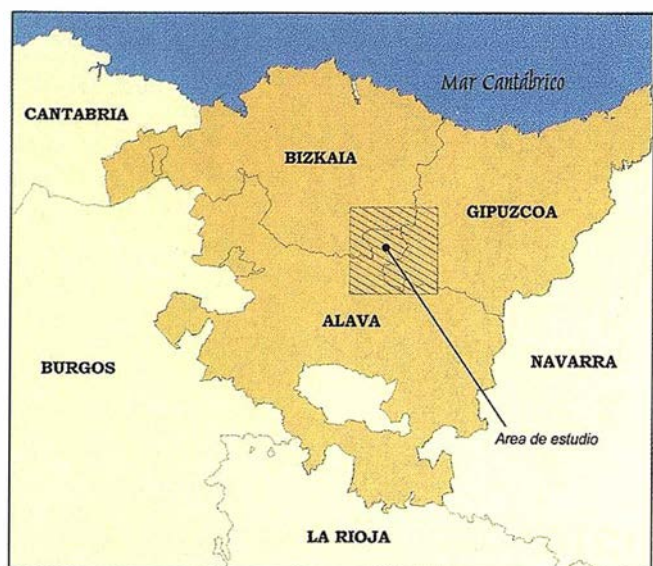 Mar Cantábrico
CANTABRIA
BIZKAIA
GIPUZCOA
ALAVA
BURGOS
NAVARRA
Area de estudio
LA RIOJA